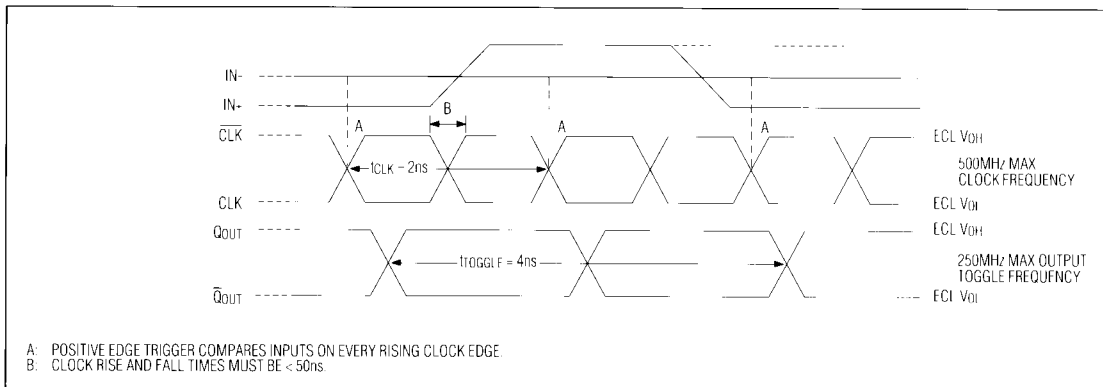 IN-
IN+
B
A
A
A
CLK
ECL VOH
tCLK - 2ns
500MHz MAX
CLOCK FREQUENCY
CLK
ECL VOL
QOUT
ECL VOH
tTOGGLE = 4ns
250MHz MAX OUTPUT
TOGGLE FREQUENCY
QOUT
ECL VOL
A: POSITIVE EDGE TRIGGER COMPARES INPUTS ON EVERY RISING CLOCK EDGE.
B: CLOCK RISE AND FALL TIMES MUST BE < 50ns.